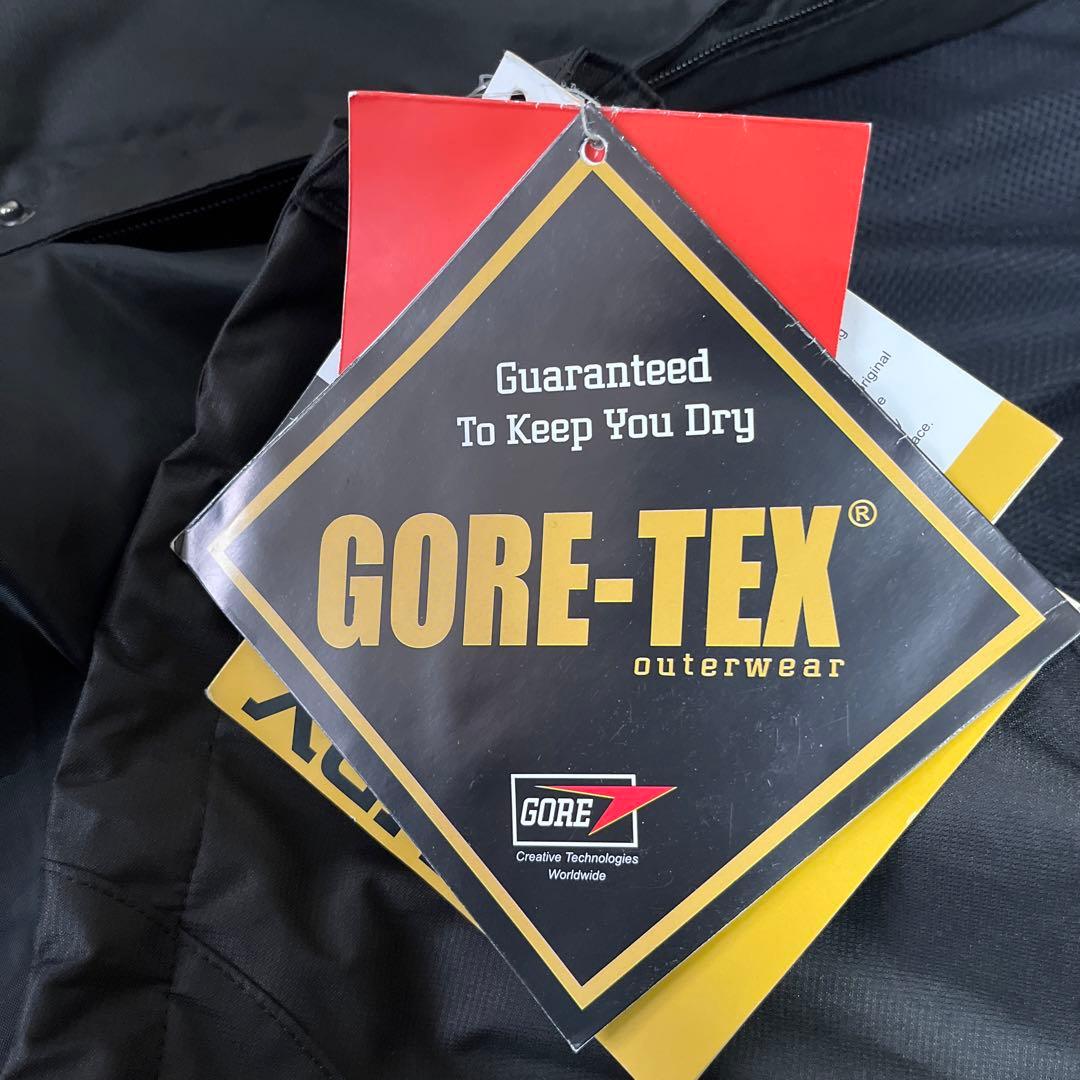 Guaranteed
To Keep You Dry
GORE-TEX®
outerwear
GORE
Creative Technologies
Worldwide